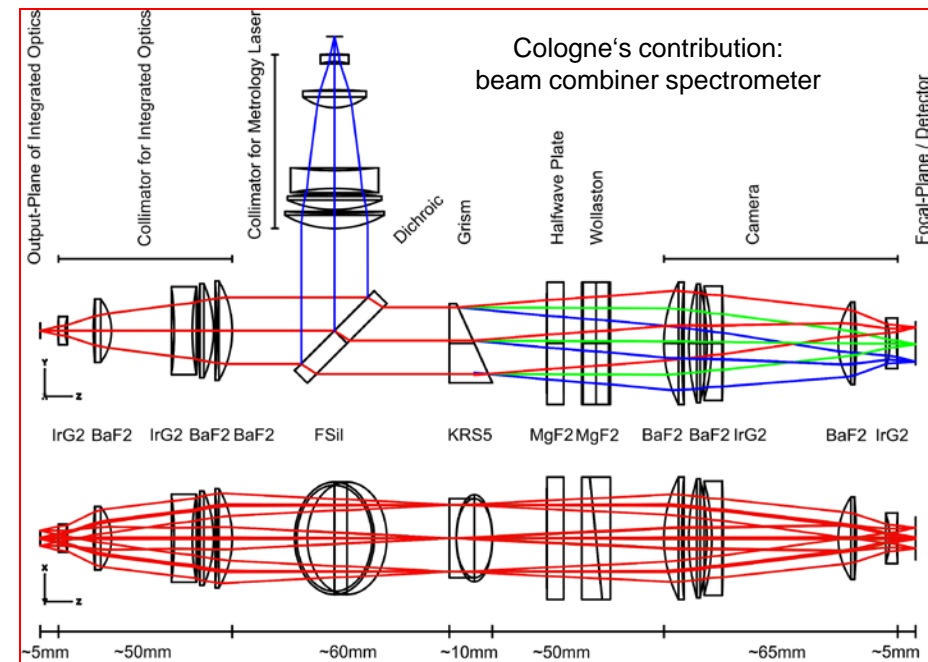 Cologne‘s contribution:
beam combiner spectrometer
Output-Plane of Integrated Optics
Collimator for Integrated Optics
Collimator for Metrology Laser
Dichroic
Grism
Halfwave Plate
Wollaston
Camera
Focal-Plane / Detector
Y
Z
IrG2 BaF2 IrG2 BaF2 BaF2 FSil KRS5 MgF2 MgF2 BaF2 BaF2 IrG2 BaF2 IrG2
X
Z
~5mm ~50mm ~60mm ~10mm ~50mm ~65mm ~5mm